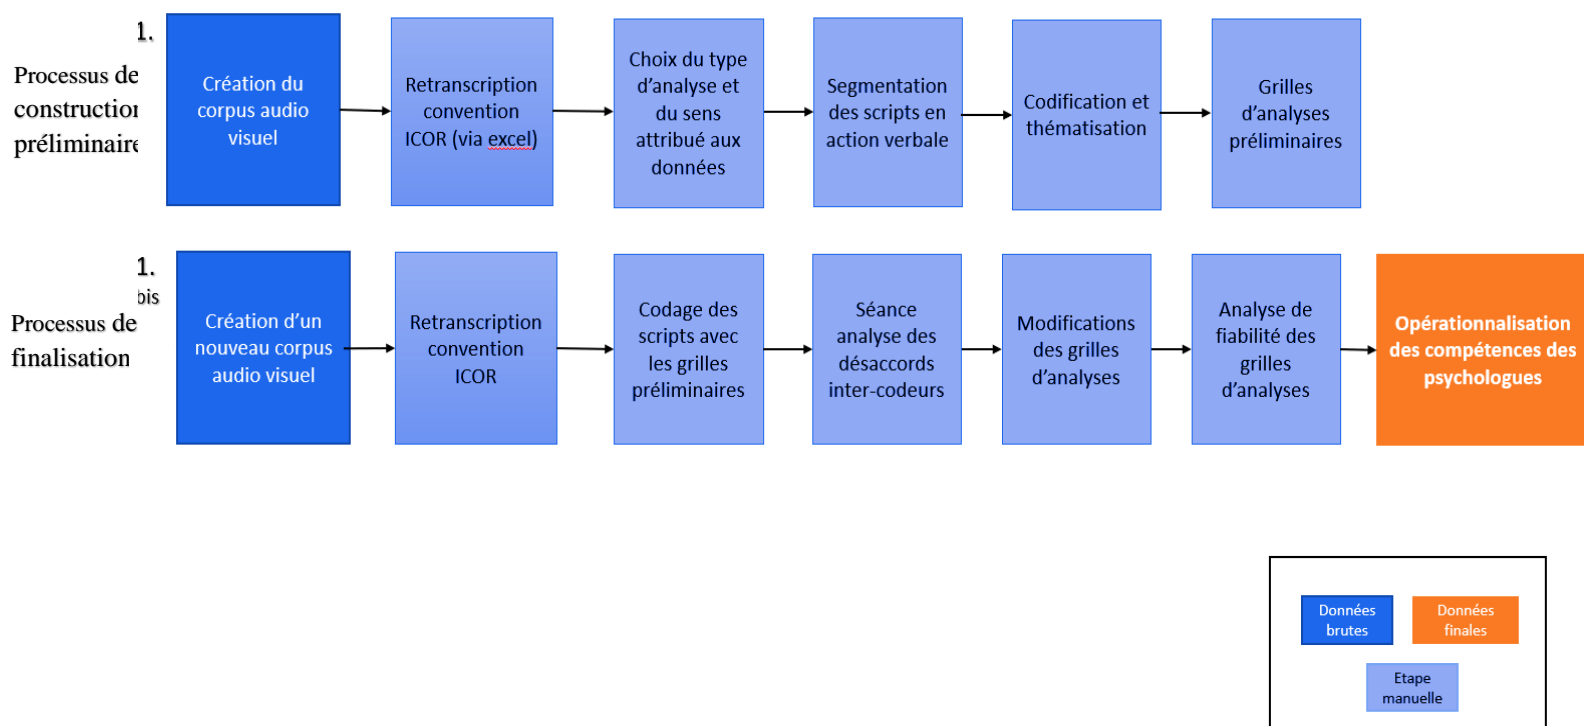 1.
Processus de
construction
préliminaire
Création du
corpus audio
visuel
Retranscription
convention
ICOR (via excel)
Choix du type
d’analyse et
du sens
attribué aux
données
Segmentation
des scripts en
action verbale
Codification et
thématisation
Grilles
d’analyses
préliminaires
1.
bis
Processus de
finalisation
Création d’un
nouveau corpus
audio visuel
Retranscription
convention
ICOR
Codage des
scripts avec
les grilles
préliminaires
Séance
analyse des
désaccords
inter-codeurs
Modifications
des grilles
d’analyses
Analyse de
fiabilité des
grilles
d’analyses
Opérationnalisation
des compétences des
psychologues
Données
brutes
Données
finales
Etape
manuelle